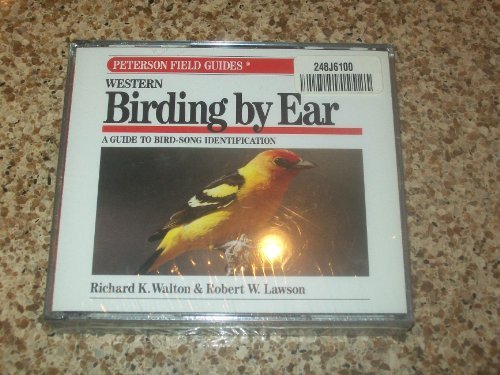 PETERSON FIELD GUIDES®
248J6100
WESTERN
Birding by Ear
A GUIDE TO BIRD-SONG IDENTIFICATION
Richard K. Walton & Robert W. Lawson